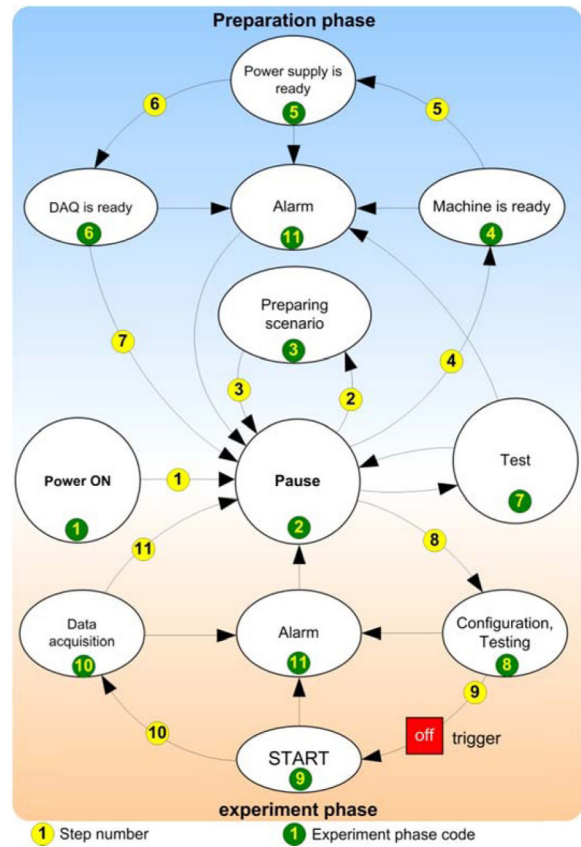 Preparation phase
Power supply is
ready
5
6
5
DAQ is ready
6
Alarm
11
Machine is ready
4
Preparing
scenario
3
7
3
2
4
Power ON
1
1
Pause
2
Test
7
11
8
Data
acquisition
10
Alarm
11
Configuration,
Testing
8
9
10
START
9
off
trigger
experiment phase
1 Step number
1 Experiment phase code